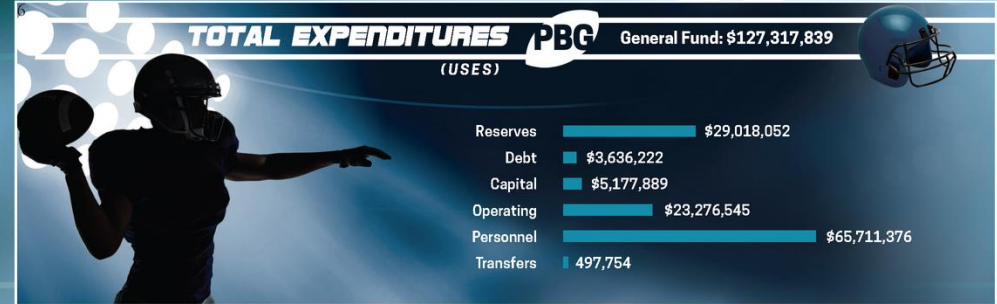 6
TOTAL EXPENDITURES PBG General Fund: $127,317,839
(USES)
Reserves $29,018,052
Debt $3,636,222
Capital $5,177,889
Operating $23,276,545
Personnel $65,711,376
Transfers 497,754